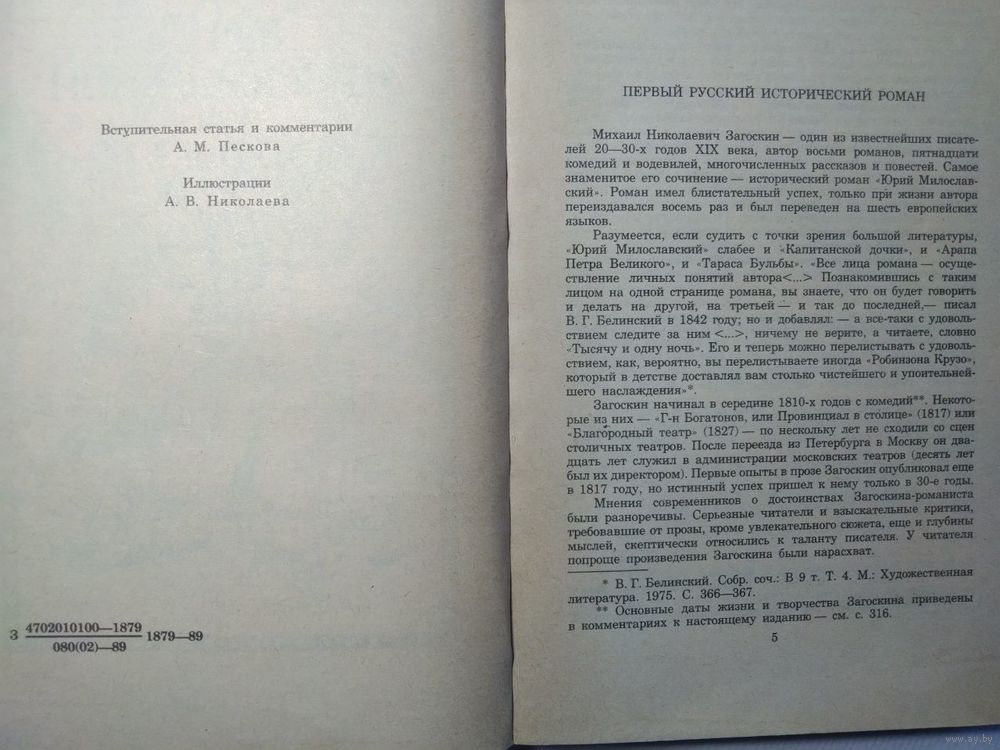 Вступительная статья и комментарии
А. М. Пескова
Иллюстрации
А. В. Николаева
З 4702010100—1879 1879—89
080(02)—89
ПЕРВЫЙ РУССКИЙ ИСТОРИЧЕСКИЙ РОМАН
Михаил Николаевич Загоскин — один из известнейших писате-
лей 20—30-х годов XIX века, автор восьми романов, пятнадцати
комедий и водевилей, многочисленных рассказов и повестей. Самое
знаменитое его сочинение — исторический роман «Юрий Милослав-
ский». Роман имел блистательный успех, только при жизни автора
переиздавался восемь раз и был переведен на шесть европейских
языков.
Разумеется, если судить с точки зрения большой литературы,
«Юрий Милославский» слабее и «Капитанской дочки», и «Арапа
Петра Великого», и «Тараса Бульбы». «Все лица романа — осуще-
ствление личных понятий автора<...> Познакомившись с таким
лицом на одной странице романа, вы знаете, что он будет говорить
и делать на другой, на третьей — и так до последней,— писал
В. Г. Белинский в 1842 году; но и добавлял: — а все-таки с удоволь-
ствием следите за ним <...>, ничему не верите, а читаете, словно
«Тысячу и одну ночь». Его и теперь можно перелистывать с удоволь-
ствием, как, вероятно, вы перелистываете иногда «Робинзона Крузо»,
который в детстве доставлял вам столько чистейшего и упоительней-
шего наслаждения»*.
Загоскин начинал в середине 1810-х годов с комедий**. Некото-
рые из них — «Г-н Богатонов, или Провинциал в столице» (1817) или
«Благородный театр» (1827) — по нескольку лет не сходили со сцен
столичных театров. После переезда из Петербурга в Москву он два-
дцать лет служил в администрации московских театров (десять лет
был их директором). Первые опыты в прозе Загоскин опубликовал еще
в 1817 году, но истинный успех пришел к нему только в 30-е годы.
Мнения современников о достоинствах Загоскина-романиста
были разноречивы. Серьезные читатели и взыскательные критики,
требовавшие от прозы, кроме увлекательного сюжета, еще и глубины
мыслей, скептически относились к таланту писателя. У читателя
попроще произведения Загоскина были нарасхват.
* В. Г. Белинский. Собр. соч.: В 9 т. Т. 4. М.: Художественная
литература. 1975. С. 366—367.
** Основные даты жизни и творчества Загоскина приведены
в комментариях к настоящему изданию — см. с. 316.
5
www.ay.by